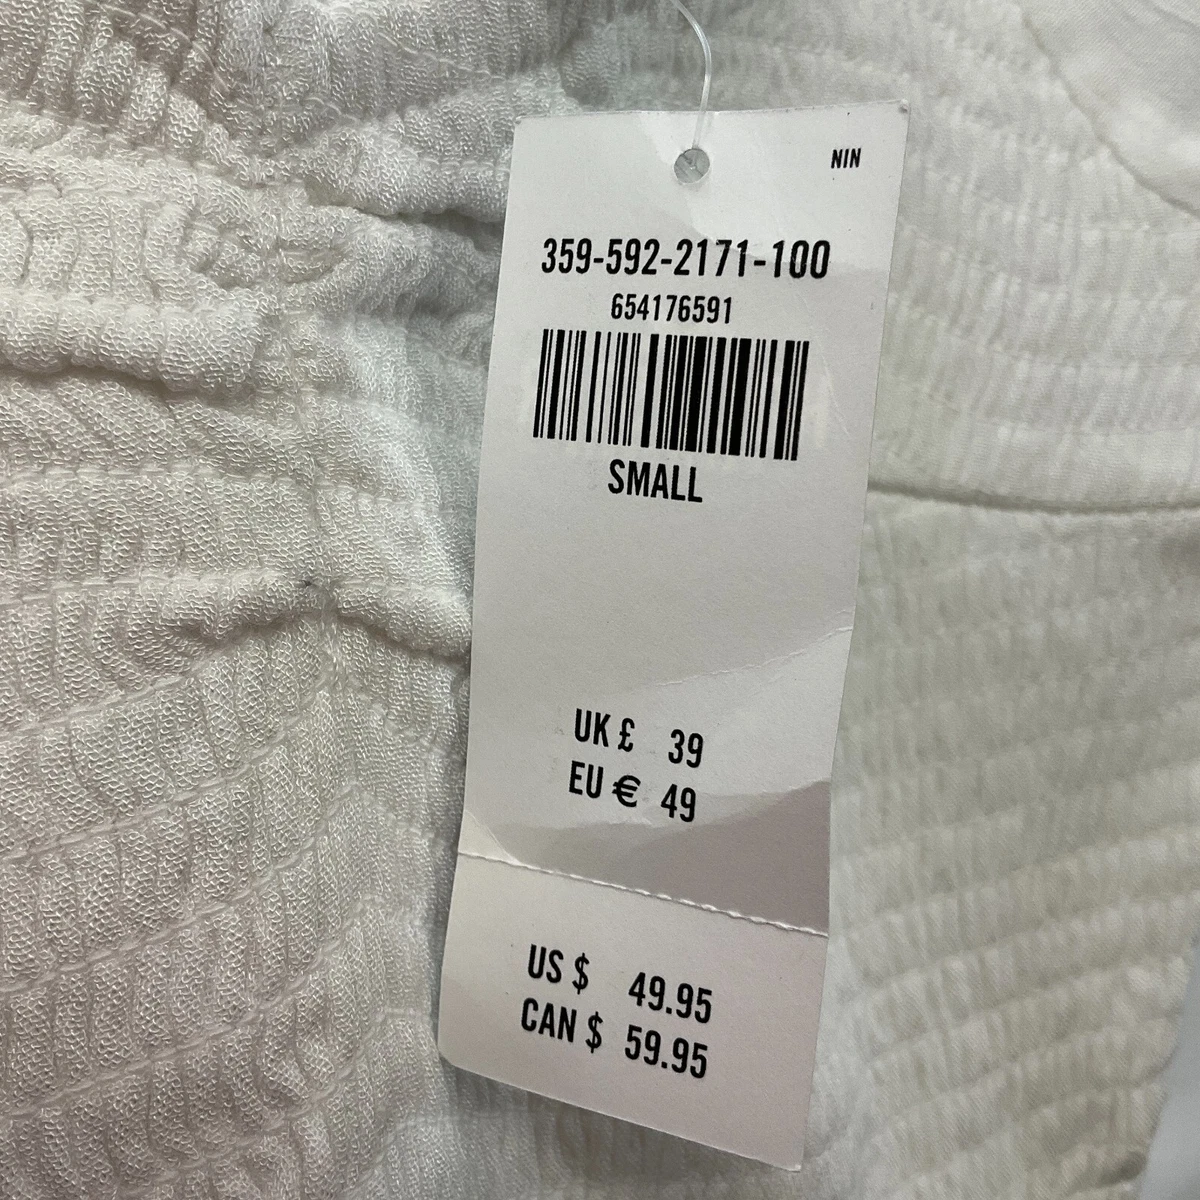 NIN
359-592-2171-100
654176591
SMALL
UK £ 39
EU € 49
US $ 49.95
CAN $ 59.95